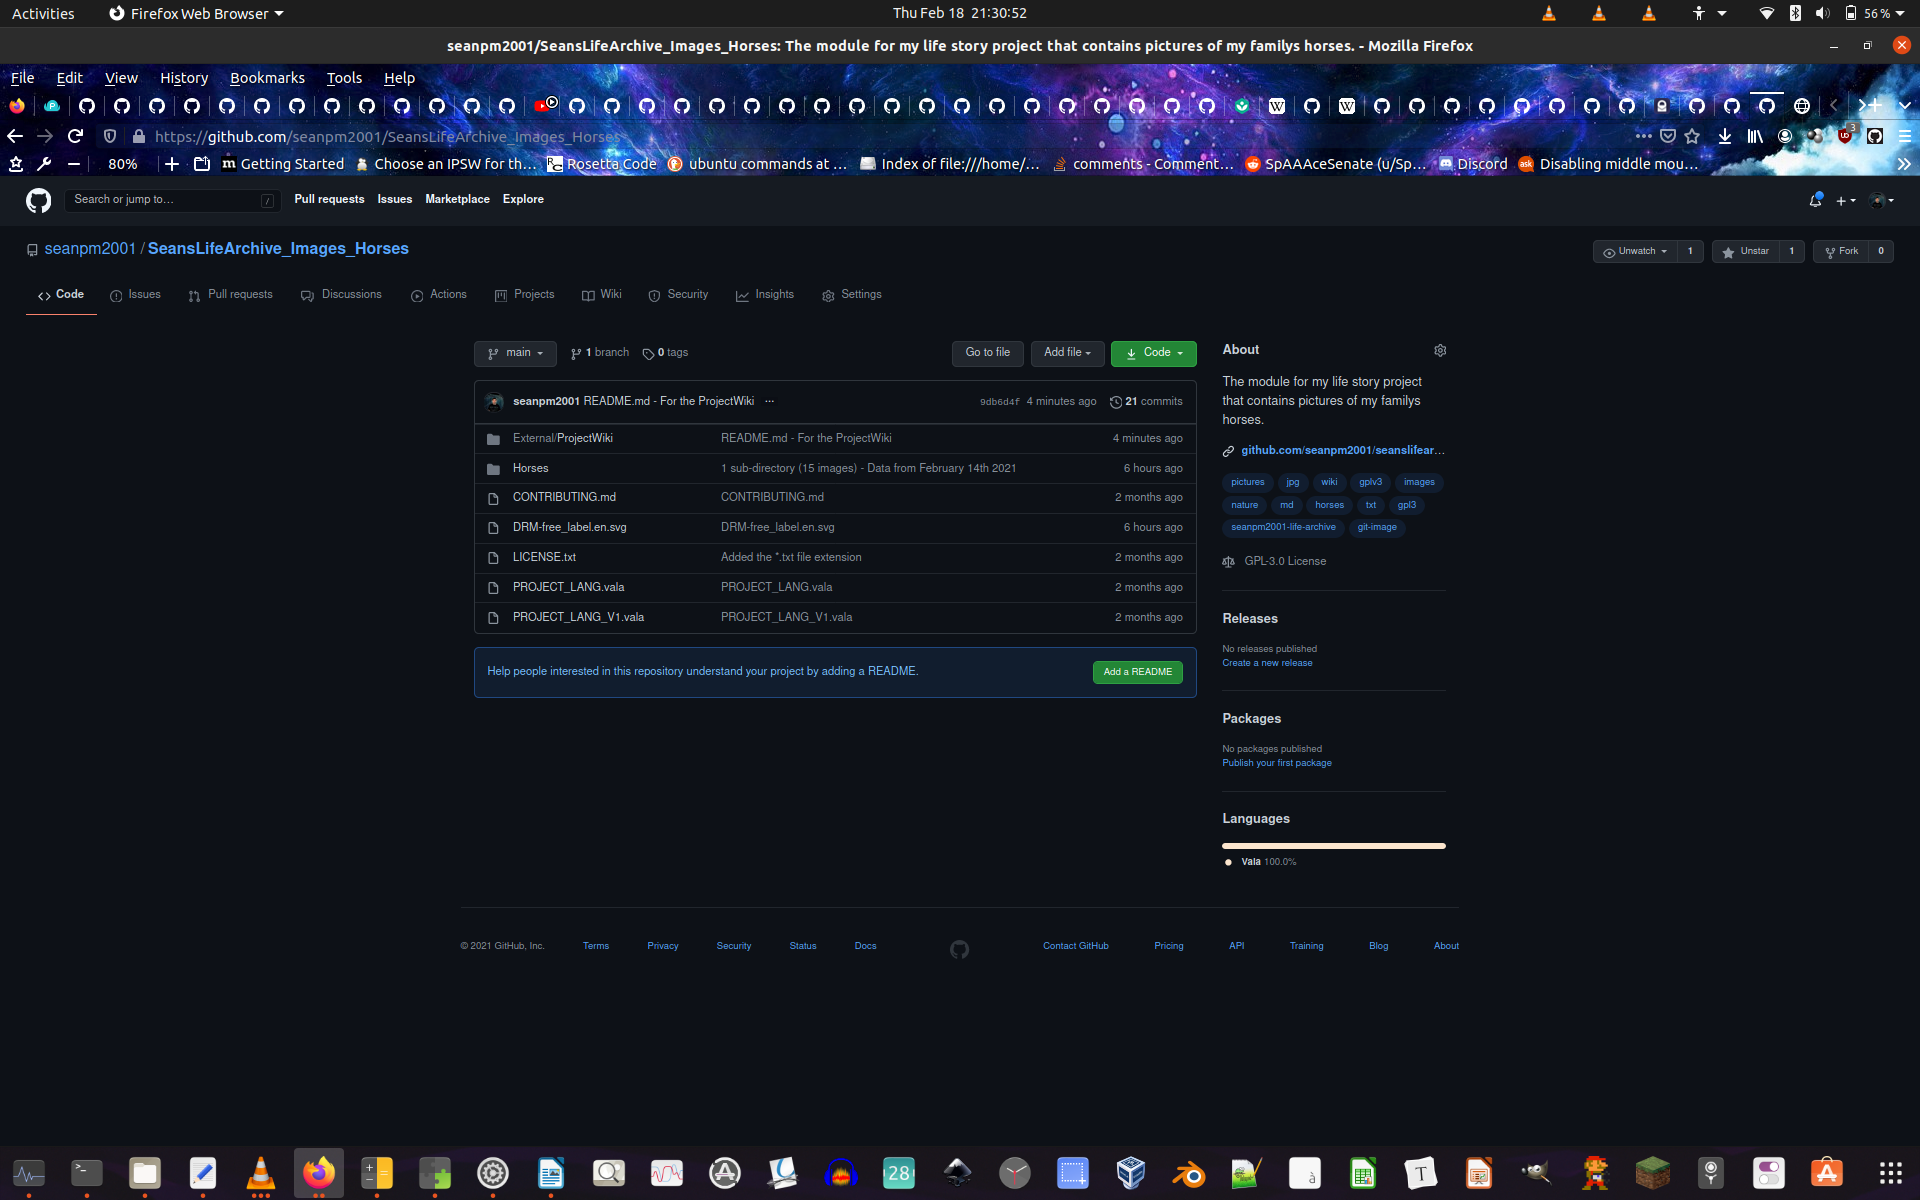 Activities
Firefox Web Browser
Thu Feb 18 21:30:52
56 %
seanpm2001/SeansLifeArchive_Images_Horses: The module for my life story project that contains pictures of my familys horses. - Mozilla Firefox
File Edit View History Bookmarks Tools Help
https://github.com/seanpm2001/SeansLifeArchive_Images_Horses
3
80%
Getting Started
Choose an IPSW for th…
Rosetta Code
ubuntu commands at …
Index of file:///home/…
comments - Comment…
SpAAAceSenate (u/Sp…
Discord
Disabling middle mou…
Search or jump to…
/
Pull requests Issues Marketplace Explore
seanpm2001 / SeansLifeArchive_Images_Horses
Unwatch 1
Unstar 1
Fork 0
Code
Issues
Pull requests
Discussions
Actions
Projects
Wiki
Security
Insights
Settings
main
1 branch
0 tags
Go to file
Add file
Code
seanpm2001 README.md - For the ProjectWiki ...
9db6d4f 4 minutes ago
21 commits
External/ProjectWiki README.md - For the ProjectWiki 4 minutes ago
Horses 1 sub-directory (15 images) - Data from February 14th 2021 6 hours ago
CONTRIBUTING.md CONTRIBUTING.md 2 months ago
DRM-free_label.en.svg DRM-free_label.en.svg 6 hours ago
LICENSE.txt Added the *.txt file extension 2 months ago
PROJECT_LANG.vala PROJECT_LANG.vala 2 months ago
PROJECT_LANG_V1.vala PROJECT_LANG_V1.vala 2 months ago
Help people interested in this repository understand your project by adding a README.
Add a README
About
The module for my life story project
that contains pictures of my familys
horses.
github.com/seanpm2001/seanslifear…
pictures jpg wiki gplv3 images
nature md horses txt gpl3
seanpm2001-life-archive git-image
GPL-3.0 License
Releases
No releases published
Create a new release
Packages
No packages published
Publish your first package
Languages
Vala 100.0%
© 2021 GitHub, Inc. Terms Privacy Security Status Docs Contact GitHub Pricing API Training Blog About
28